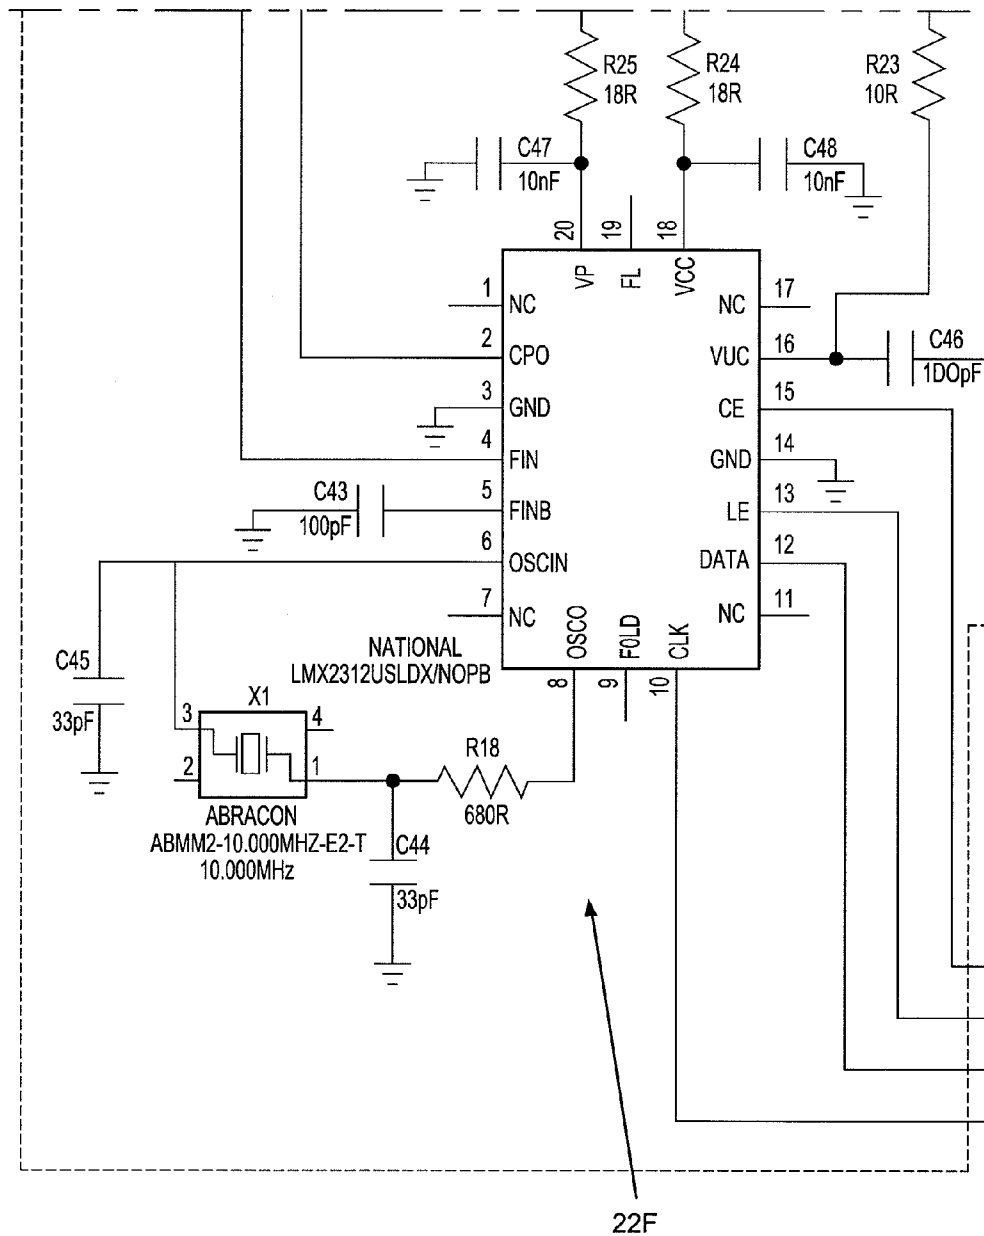 R25
18R
R24
18R
R23
10R
C47
10nF
C48
10nF
20
19
18
VP
FL
VCC
1
NC
NC
17
2
CPO
VUC
16
C46
1DOpF
3
GND
CE
15
4
FIN
GND
14
C43
100pF
5
FINB
LE
13
6
OSCIN
DATA
12
7
NC
NC
11
OSCO
F0LD
CLK
8
9
10
NATIONAL
LMX2312USLDX/NOPB
C45
33pF
X1
3
4
2
1
R18
680R
ABRACON
ABMM2-10.000MHZ-E2-T
10.000MHz
C44
33pF
22F